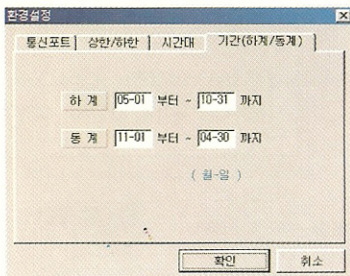 환경설정
통신포트 상한/하한 시간대 기간(하계/동계)
하 계 05-01 부터 ~ 10-31 까지
동 계 11-01 부터 ~ 04-30 까지
( 월-일 )
확인 취소